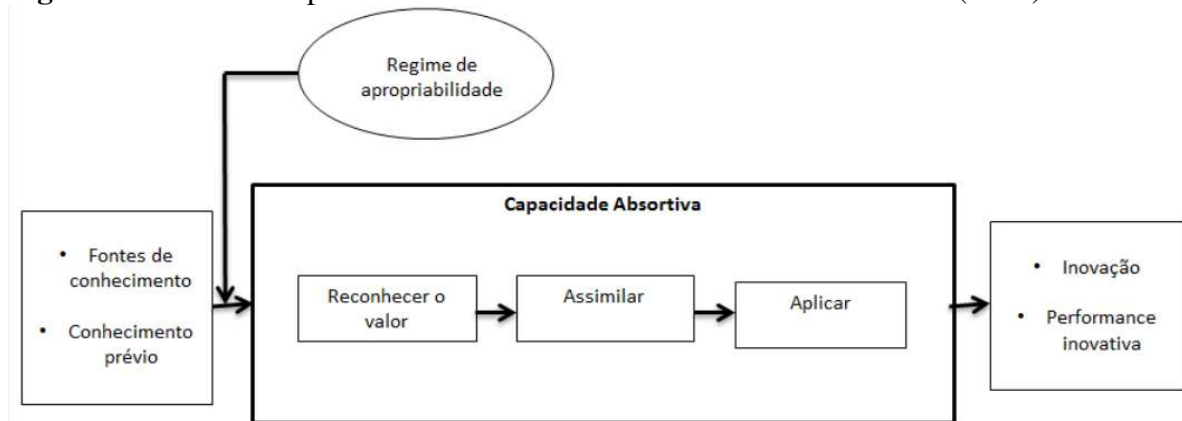 Regime de
apropriabilidade
Capacidade Absortiva
• Fontes de
conhecimento
• Conhecimento
prévio
Reconhecer o
valor
Assimilar
Aplicar
• Inovação
• Performance
inovativa